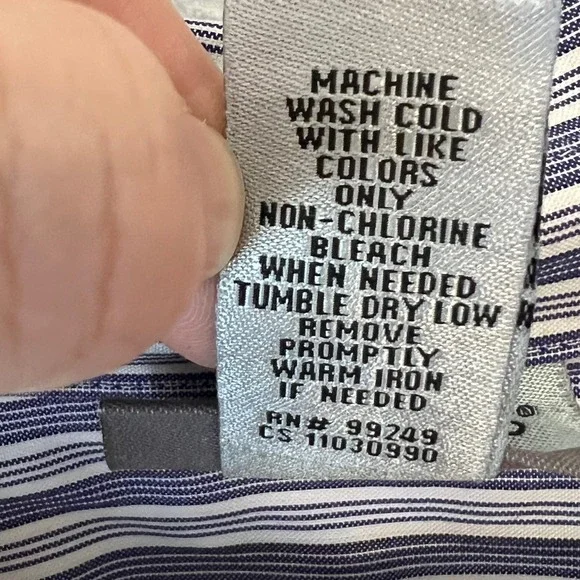 MACHINE
WASH COLD
WITH LIKE
COLORS
ONLY
NON-CHLORINE
BLEACH
WHEN NEEDED
TUMBLE DRY LOW
REMOVE
PROMPTLY
WARM IRON
IF NEEDED
RN# 99249
CS 11030990